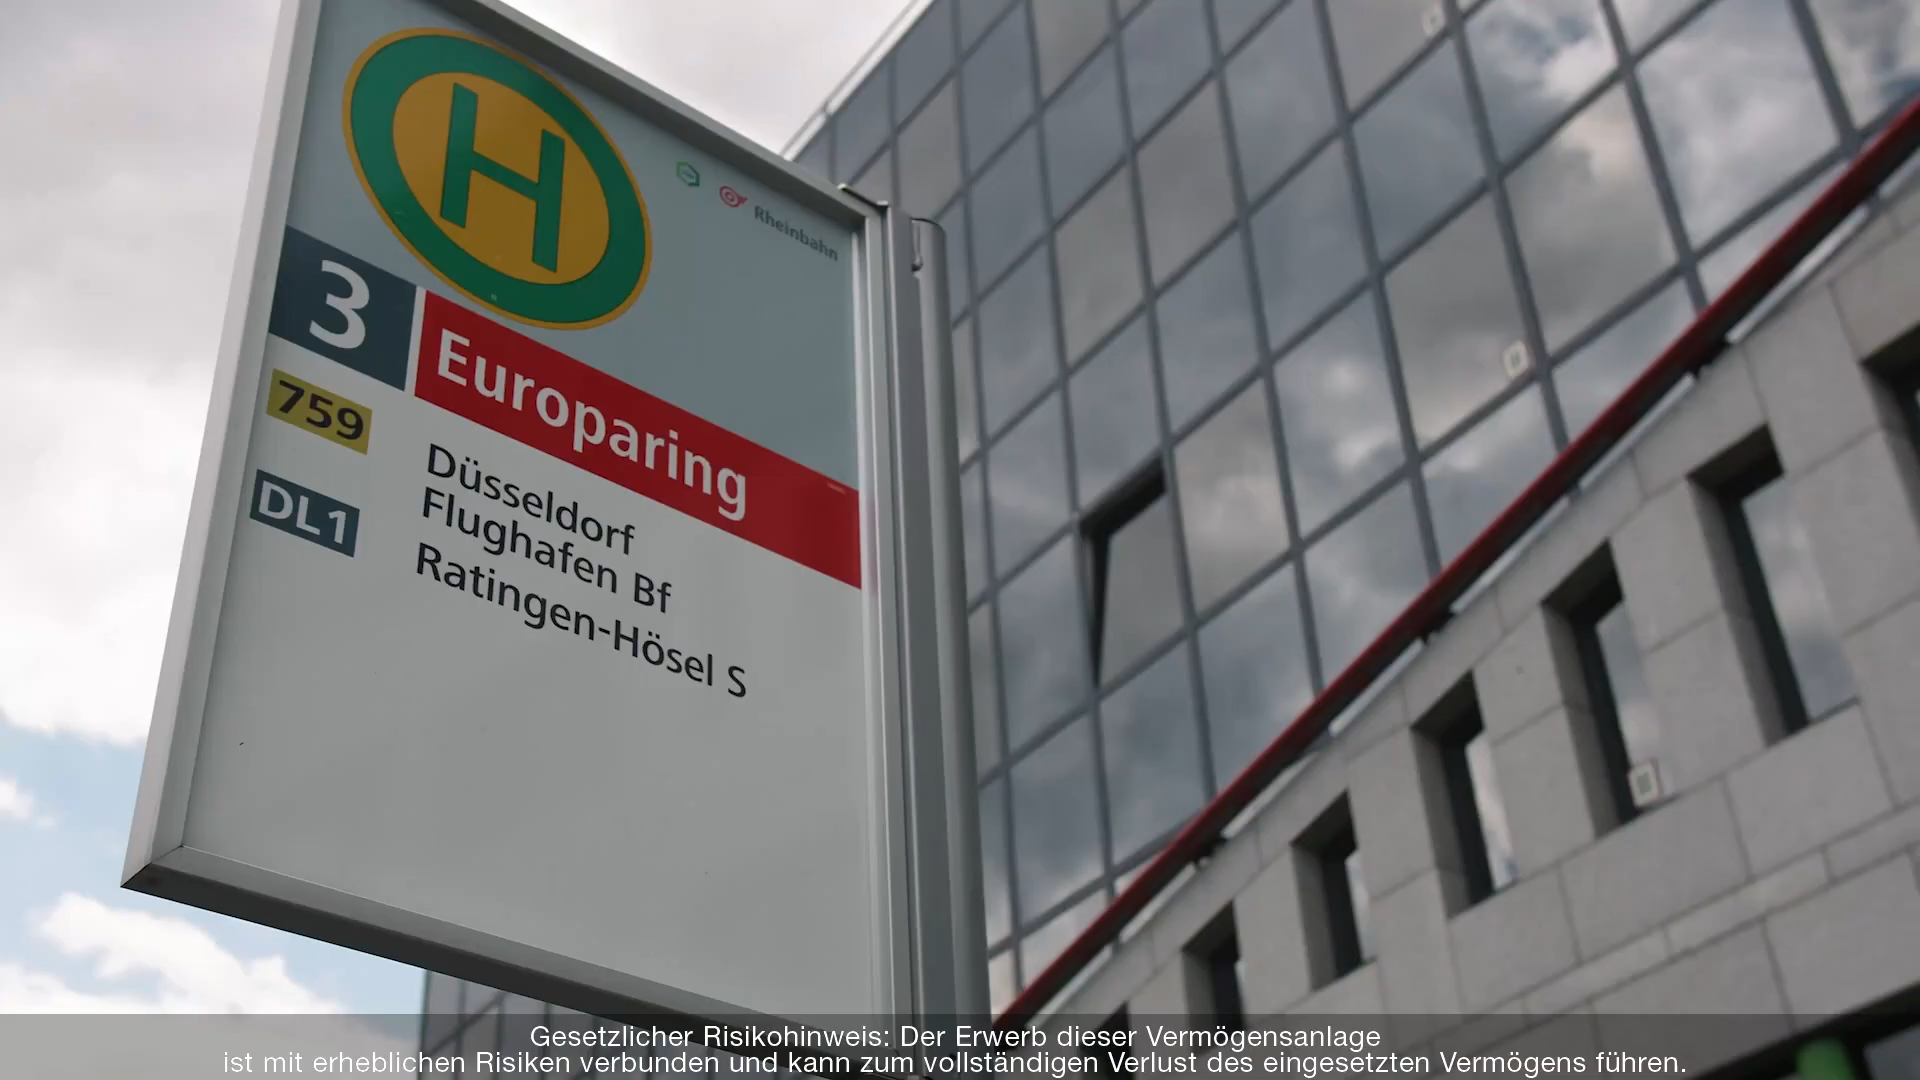 H
Rheinbahn
3 Europaring
759 Düsseldorf
Flughafen Bf
DL1 Ratingen-Hösel S
Gesetzlicher Risikohinweis: Der Erwerb dieser Vermögensanlage
ist mit erheblichen Risiken verbunden und kann zum vollständigen Verlust des eingesetzten Vermögens führen.